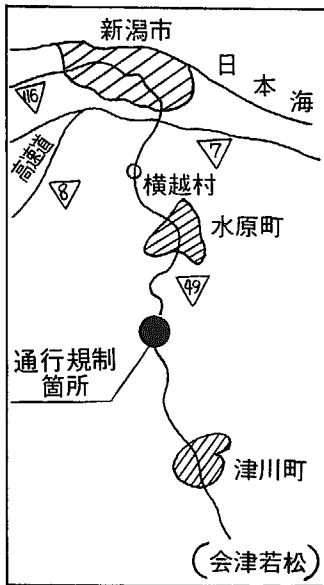 新潟市
日本海
116
高速道
8
7
横越村
水原町
49
通行規制
箇所
津川町
(会津若松)